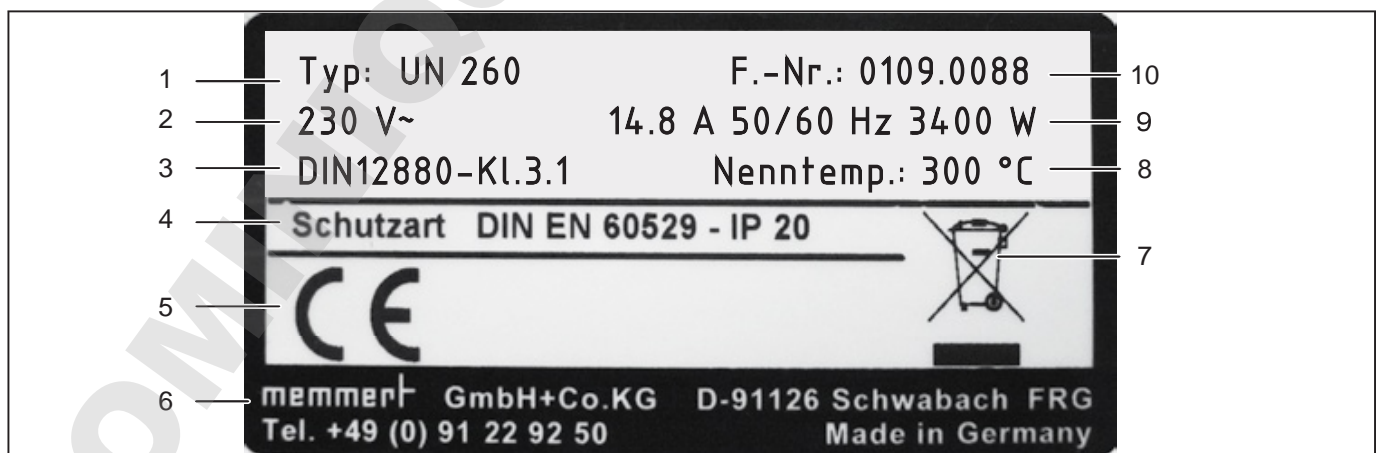 1 Typ: UN 260 F.-Nr.: 0109.0088 10
2 230 V~ 14.8 A 50/60 Hz 3400 W 9
3 DIN12880-Kl.3.1 Nenntemp.: 300 °C 8
4 Schutzart DIN EN 60529 - IP 20
7
5 CE
6 memmert GmbH+Co.KG D-91126 Schwabach FRG
Tel. +49 (0) 91 22 92 50 Made in Germany